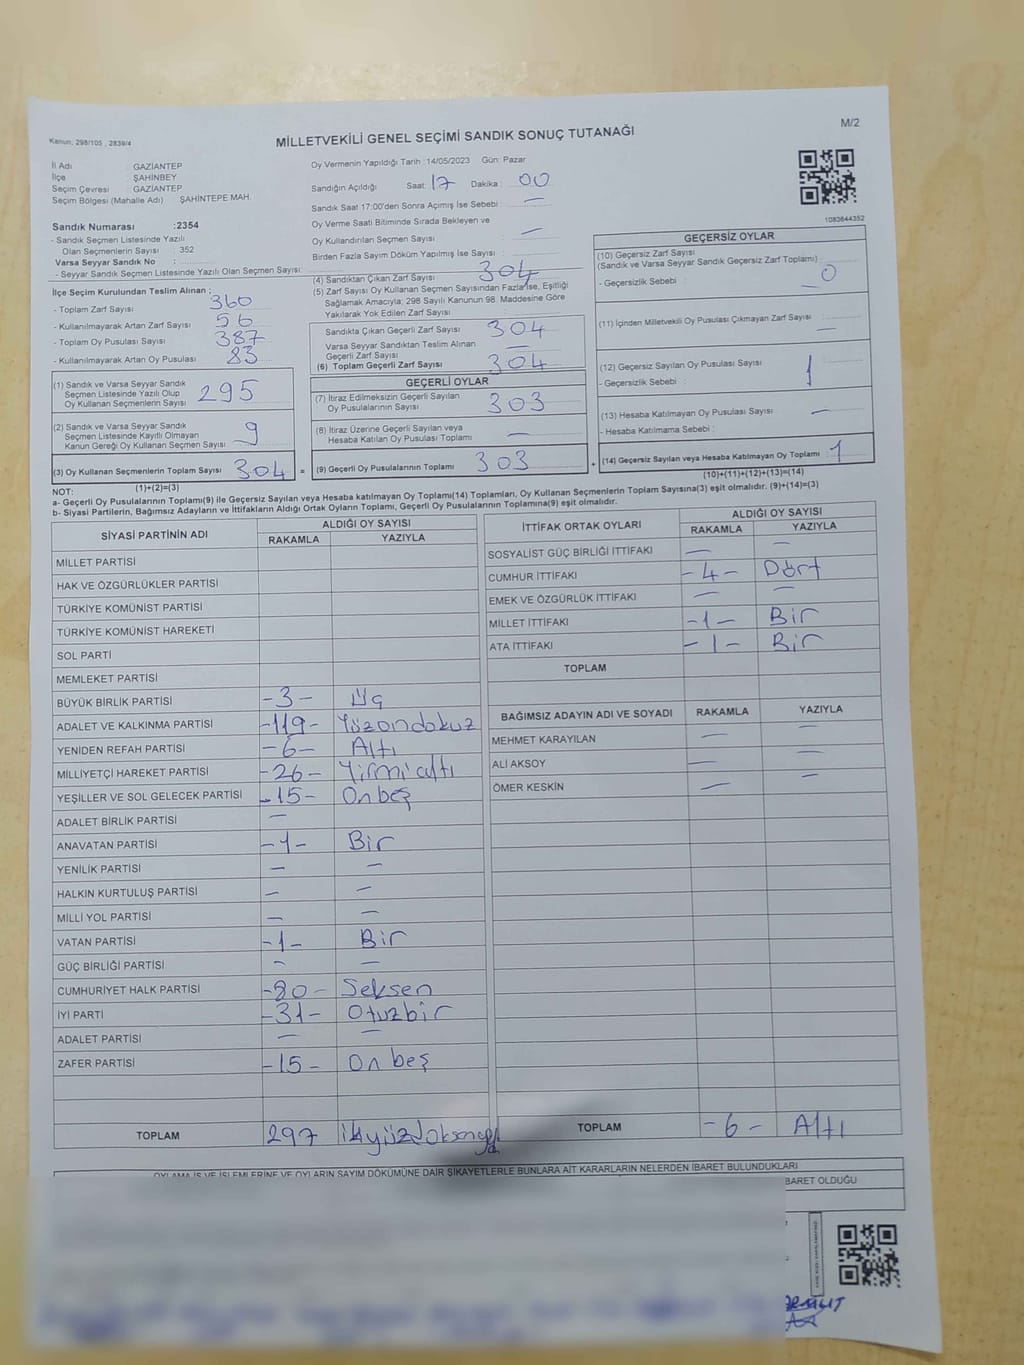 Kanun, 298/105 , 2839/4
MİLLETVEKİLİ GENEL SEÇİMİ SANDIK SONUÇ TUTANAĞI
M/2
İl Adı : GAZİANTEP
İlçe : ŞAHİNBEY
Seçim Çevresi : GAZİANTEP
Seçim Bölgesi (Mahalle Adı) : ŞAHİNTEPE MAH.
Sandık Numarası :2354
- Sandık Seçmen Listesinde Yazılı
Olan Seçmenlerin Sayısı : 352
Varsa Seyyar Sandık No :
- Seyyar Sandık Seçmen Listesinde Yazılı Olan Seçmen Sayısı:
İlçe Seçim Kurulundan Teslim Alınan ;
- Toplam Zarf Sayısı : 360
- Kullanılmayarak Artan Zarf Sayısı : 56
- Toplam Oy Pusulası Sayısı : 387
- Kullanılmayarak Artan Oy Pusulası : 83
(1) Sandık ve Varsa Seyyar Sandık
Seçmen Listesinde Yazılı Olup
Oy Kullanan Seçmenlerin Sayısı : 295
(2) Sandık ve Varsa Seyyar Sandık
Seçmen Listesinde Kayıtlı Olmayan
Kanun Gereği Oy Kullanan Seçmen Sayısı : 9
(3) Oy Kullanan Seçmenlerin Toplam Sayısı : 304
(1)+(2)=(3)
Oy Vermenin Yapıldığı Tarih : 14/05/2023 Gün: Pazar
Sandığın Açıldığı Saat: 17 Dakika : 00
Sandık Saat 17:00'den Sonra Açımış İse Sebebi : —
Oy Verme Saati Bitiminde Sırada Bekleyen ve
Oy Kullandırılan Seçmen Sayısı : —
Birden Fazla Sayım Döküm Yapılmış İse Sayısı :
(4) Sandıktan Çıkan Zarf Sayısı : 304
(5) Zarf Sayısı Oy Kullanan Seçmen Sayısından Fazla İse, Eşitliği
Sağlamak Amacıyla; 298 Sayılı Kanunun 98. Maddesine Göre
Yakılarak Yok Edilen Zarf Sayısı :
Sandıkta Çıkan Geçerli Zarf Sayısı : 304
Varsa Seyyar Sandıktan Teslim Alınan
Geçerli Zarf Sayısı : —
(6) Toplam Geçerli Zarf Sayısı : 304
GEÇERLİ OYLAR
(7) İtiraz Edilmeksizin Geçerli Sayılan
Oy Pusulalarının Sayısı : 303
(8) İtiraz Üzerine Geçerli Sayılan veya
Hesaba Katılan Oy Pusulası Toplamı : —
= (9) Geçerli Oy Pusulalarının Toplamı : 303 +
1083644352
GEÇERSİZ OYLAR
(10) Geçersiz Zarf Sayısı
(Sandık ve Varsa Seyyar Sandık Geçersiz Zarf Toplamı) :
- Geçersizlik Sebebi : 0
(11) İçinden Milletvekili Oy Pusulası Çıkmayan Zarf Sayısı : —
(12) Geçersiz Sayılan Oy Pusulası Sayısı : 1
- Geçersizlik Sebebi :
(13) Hesaba Katılmayan Oy Pusulası Sayısı : —
- Hesaba Katılmama Sebebi :
(14) Geçersiz Sayılan veya Hesaba Katılmayan Oy Toplamı : 1
(10)+(11)+(12)+(13)=(14)
NOT:
a- Geçerli Oy Pusulalarının Toplamı(9) ile Geçersiz Sayılan veya Hesaba katılmayan Oy Toplamı(14) Toplamları, Oy Kullanan Seçmenlerin Toplam Sayısına(3) eşit olmalıdır. (9)+(14)=(3)
b- Siyasi Partilerin, Bağımsız Adayların ve İttifakların Aldığı Ortak Oyların Toplamı, Geçerli Oy Pusulalarının Toplamına(9) eşit olmalıdır.
SİYASİ PARTİNİN ADI ALDIĞI OY SAYISI
RAKAMLA YAZIYLA
MİLLET PARTİSİ
HAK VE ÖZGÜRLÜKLER PARTİSİ
TÜRKİYE KOMÜNİST PARTİSİ
TÜRKİYE KOMÜNİST HAREKETİ
SOL PARTİ
MEMLEKET PARTİSİ
BÜYÜK BİRLİK PARTİSİ -3- Üç
ADALET VE KALKINMA PARTİSİ -119- Yüzondokuz
YENİDEN REFAH PARTİSİ -6- Altı
MİLLİYETÇİ HAREKET PARTİSİ -26- Yirmi altı
YEŞİLLER VE SOL GELECEK PARTİSİ -15- On beş
ADALET BİRLİK PARTİSİ —
ANAVATAN PARTİSİ -1- Bir
YENİLİK PARTİSİ — —
HALKIN KURTULUŞ PARTİSİ — —
MİLLİ YOL PARTİSİ — —
VATAN PARTİSİ -1- Bir
GÜÇ BİRLİĞİ PARTİSİ — —
CUMHURİYET HALK PARTİSİ -80- Seksen
İYİ PARTİ -31- Otuzbir
ADALET PARTİSİ — —
ZAFER PARTİSİ -15- On beş
TOPLAM 297
İTTİFAK ORTAK OYLARI ALDIĞI OY SAYISI
RAKAMLA YAZIYLA
SOSYALİST GÜÇ BİRLİĞİ İTTİFAKI — —
CUMHUR İTTİFAKI -4- Dört
EMEK VE ÖZGÜRLÜK İTTİFAKI — —
MİLLET İTTİFAKI -1- Bir
ATA İTTİFAKI -1- Bir
TOPLAM
BAĞIMSIZ ADAYIN ADI VE SOYADI RAKAMLA YAZIYLA
MEHMET KARAYILAN — —
ALİ AKSOY — —
ÖMER KESKİN — —
TOPLAM -6- Altı
OYLAMA İŞ VE İŞLEMLERİNE VE OYLARIN SAYIM DÖKÜMÜNE DAİR ŞİKAYETLERLE BUNLARA AİT KARARLARIN NELERDEN İBARET BULUNDUKLARI
BARET OLDUĞU